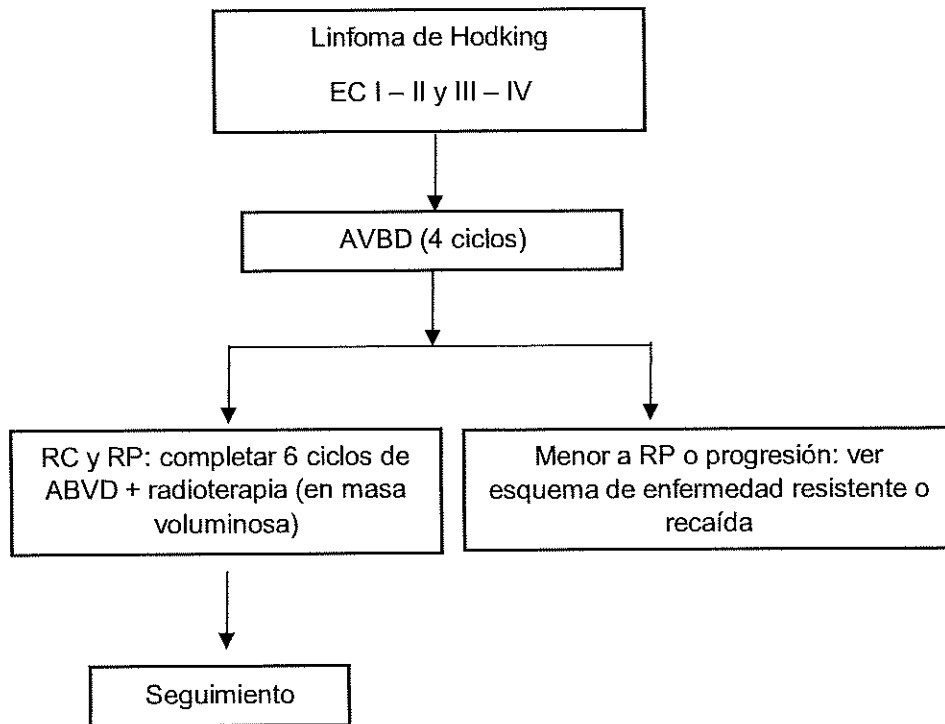 Linfoma de Hodking
EC I – II y III – IV
AVBD (4 ciclos)
RC y RP: completar 6 ciclos de
ABVD + radioterapia (en masa
voluminosa)
Menor a RP o progresión: ver
esquema de enfermedad resistente o
recaída
Seguimiento